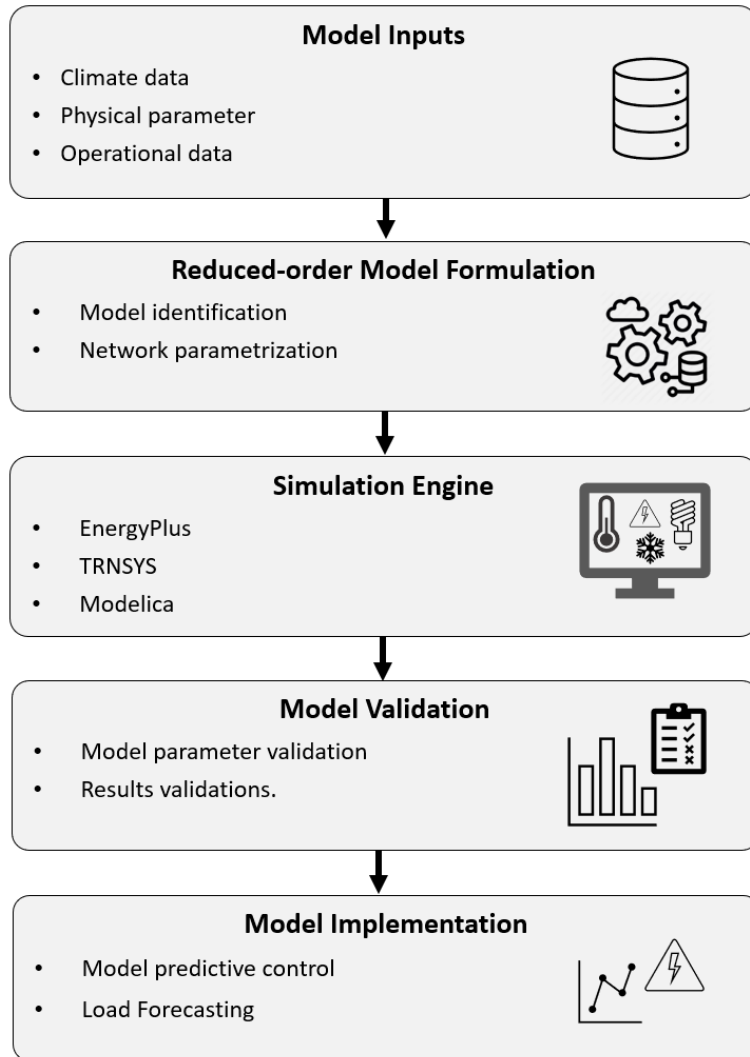 Model Inputs
• Climate data
• Physical parameter
• Operational data
Reduced-order Model Formulation
• Model identification
• Network parametrization
Simulation Engine
• EnergyPlus
• TRNSYS
• Modelica
Model Validation
• Model parameter validation
• Results validations.
Model Implementation
• Model predictive control
• Load Forecasting